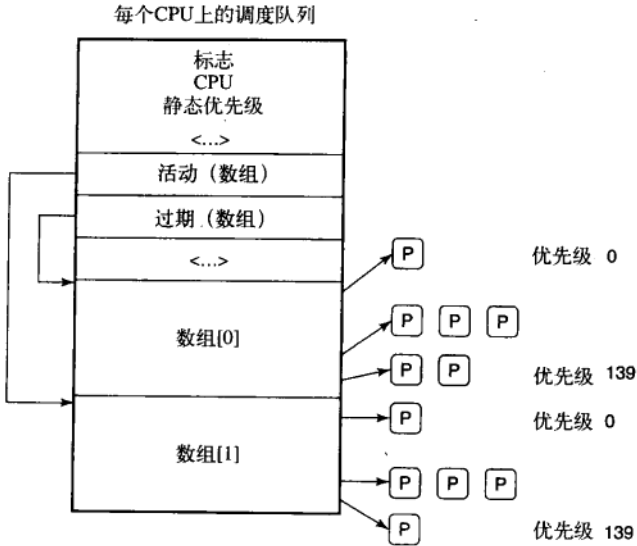 每个CPU上的调度队列
标志
CPU
静态优先级
<...>
活动（数组）
过期（数组）
<...>
P 优先级 0
数组[0]
P P P
P P 优先级 139
P 优先级 0
数组[1]
P P P
P 优先级 139